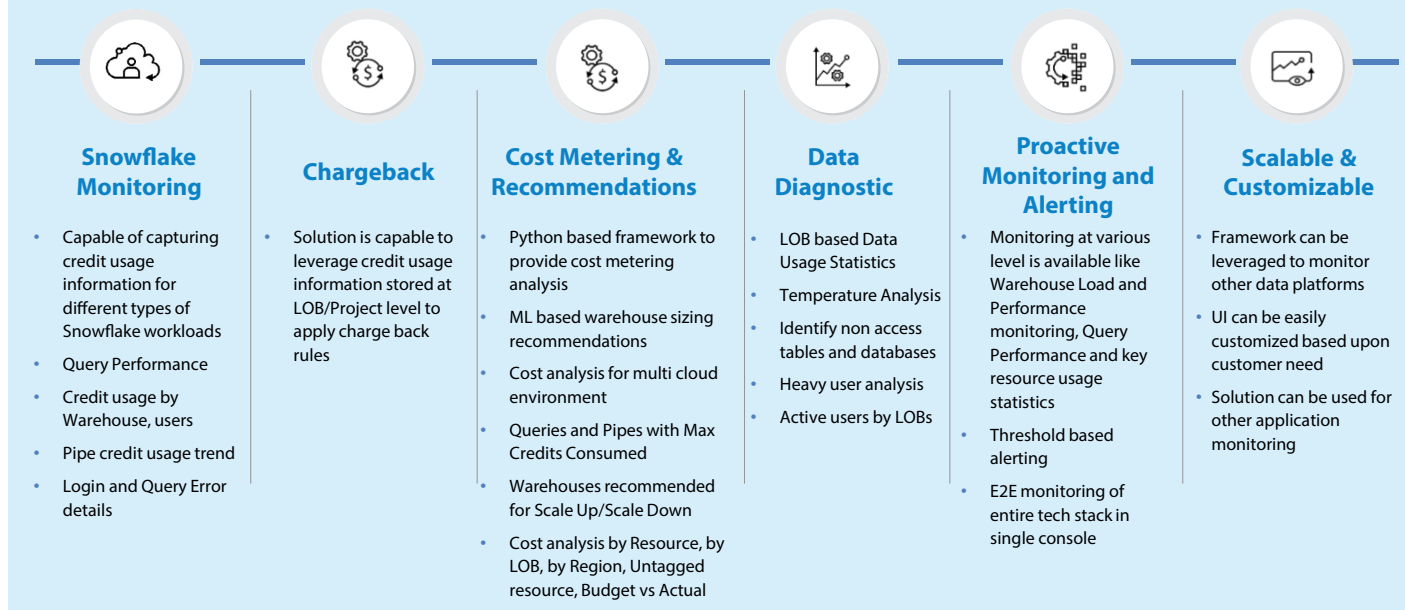 Snowflake
Monitoring
• Capable of capturing
credit usage
information for
different types of
Snowflake workloads
• Query Performance
• Credit usage by
Warehouse, users
• Pipe credit usage trend
• Login and Query Error
details
Chargeback
• Solution is capable to
leverage credit usage
information stored at
LOB/Project level to
apply charge back
rules
Cost Metering &
Recommendations
• Python based framework to
provide cost metering
analysis
• ML based warehouse sizing
recommendations
• Cost analysis for multi cloud
environment
• Queries and Pipes with Max
Credits Consumed
• Warehouses recommended
for Scale Up/Scale Down
• Cost analysis by Resource, by
LOB, by Region, Untagged
resource, Budget vs Actual
Data
Diagnostic
• LOB based Data
Usage Statistics
• Temperature Analysis
• Identify non access
tables and databases
• Heavy user analysis
• Active users by LOBs
Proactive
Monitoring and
Alerting
• Monitoring at various
level is available like
Warehouse Load and
Performance
monitoring, Query
Performance and key
resource usage
statistics
• Threshold based
alerting
• E2E monitoring of
entire tech stack in
single console
Scalable &
Customizable
• Framework can be
leveraged to monitor
other data platforms
• UI can be easily
customized based upon
customer need
• Solution can be used for
other application
monitoring